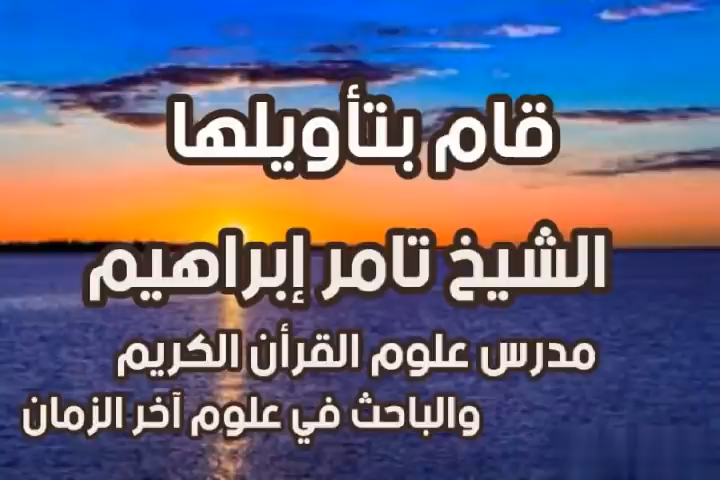 قام بتأويلها
الشيخ تامر إبراهيم
مدرس علوم القرأن الكريم
والباحث في علوم آخر الزمان